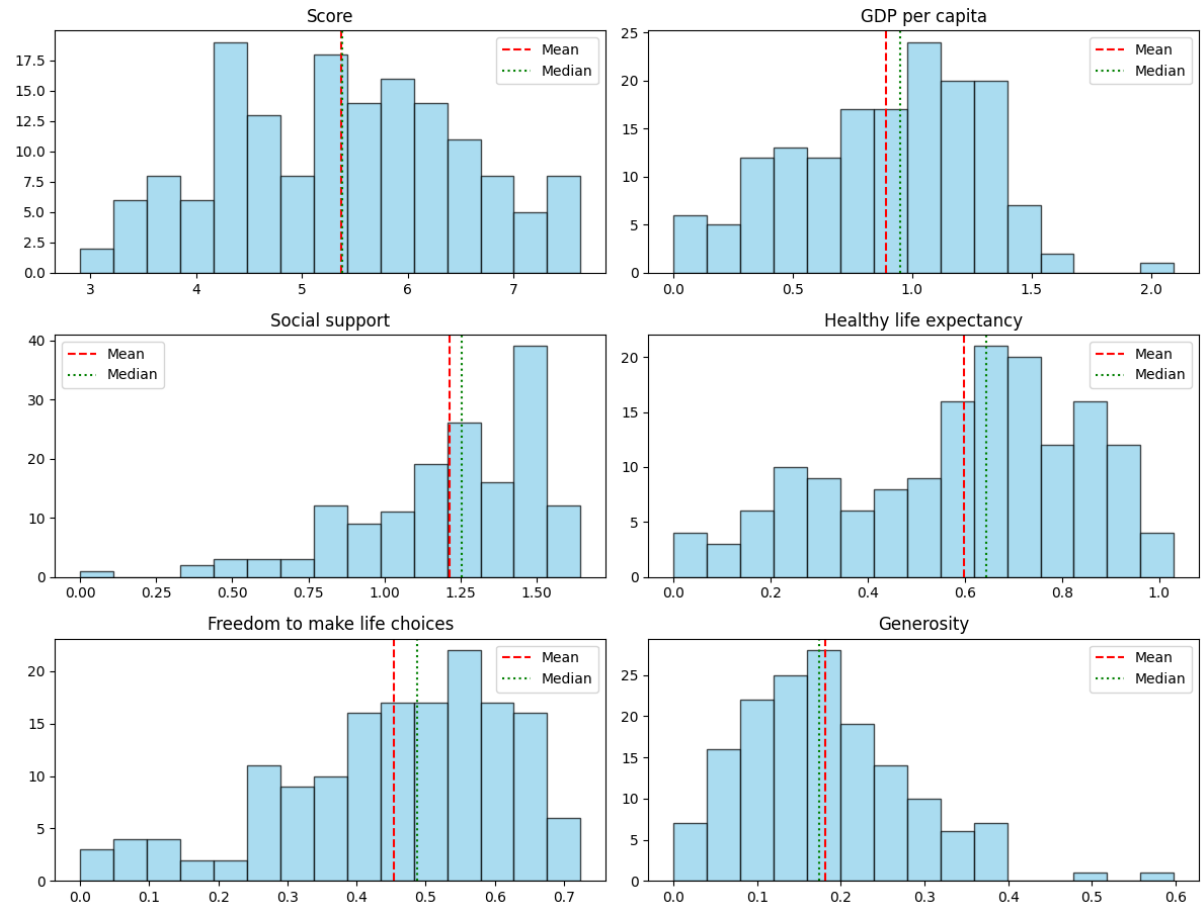 Score
17.5
15.0
12.5
10.0
7.5
5.0
2.5
0.0
3 4 5 6 7
Mean
Median
GDP per capita
25
20
15
10
5
0
0.0 0.5 1.0 1.5 2.0
Mean
Median
Social support
40
30
20
10
0
0.00 0.25 0.50 0.75 1.00 1.25 1.50
Mean
Median
Healthy life expectancy
20
15
10
5
0
0.0 0.2 0.4 0.6 0.8 1.0
Mean
Median
Freedom to make life choices
20
15
10
5
0
0.0 0.1 0.2 0.3 0.4 0.5 0.6 0.7
Mean
Median
Generosity
25
20
15
10
5
0
0.0 0.1 0.2 0.3 0.4 0.5 0.6
Mean
Median